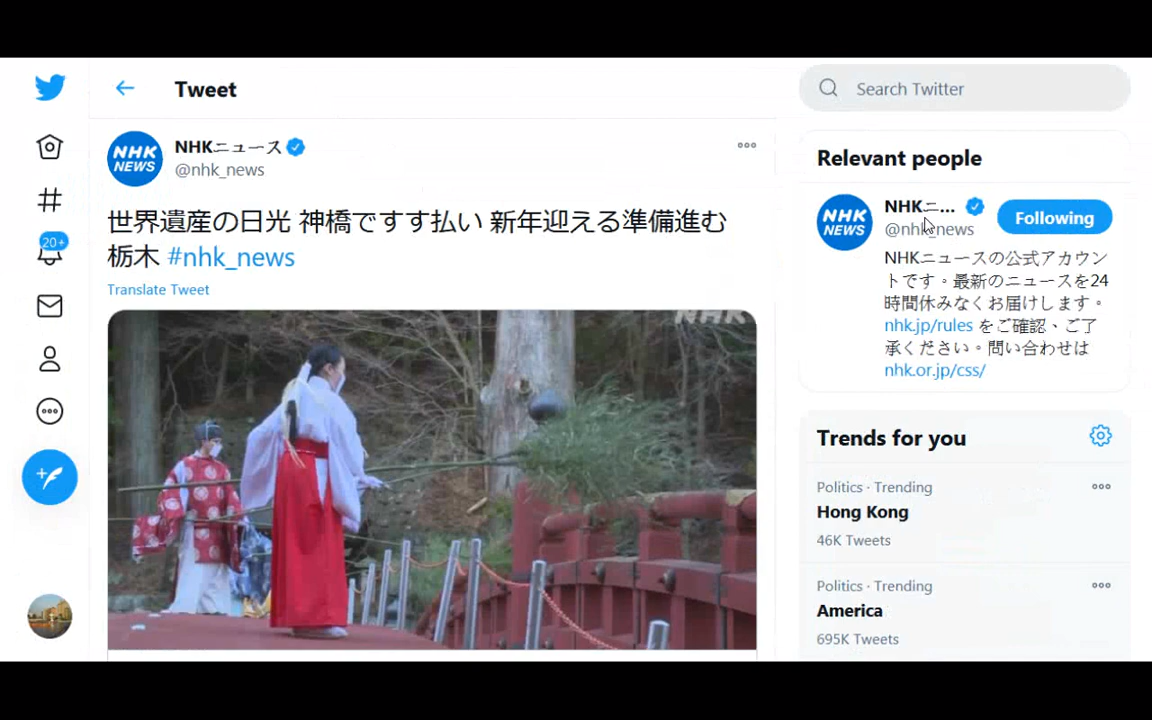 Tweet
Search Twitter
NHKニュース
@nhk_news
NHK
NEWS
世界遺産の日光 神橋ですす払い 新年迎える準備進む
栃木 #nhk_news
Translate Tweet
NHK
20+
Relevant people
NHK
NEWS
NHKニ...
@nhk_news
Following
NHKニュースの公式アカウン
トです。最新のニュースを24
時間休みなくお届けします。
nhk.jp/rules をご確認、ご了
承ください。問い合わせは
nhk.or.jp/css/
Trends for you
Politics · Trending
Hong Kong
46K Tweets
Politics · Trending
America
695K Tweets